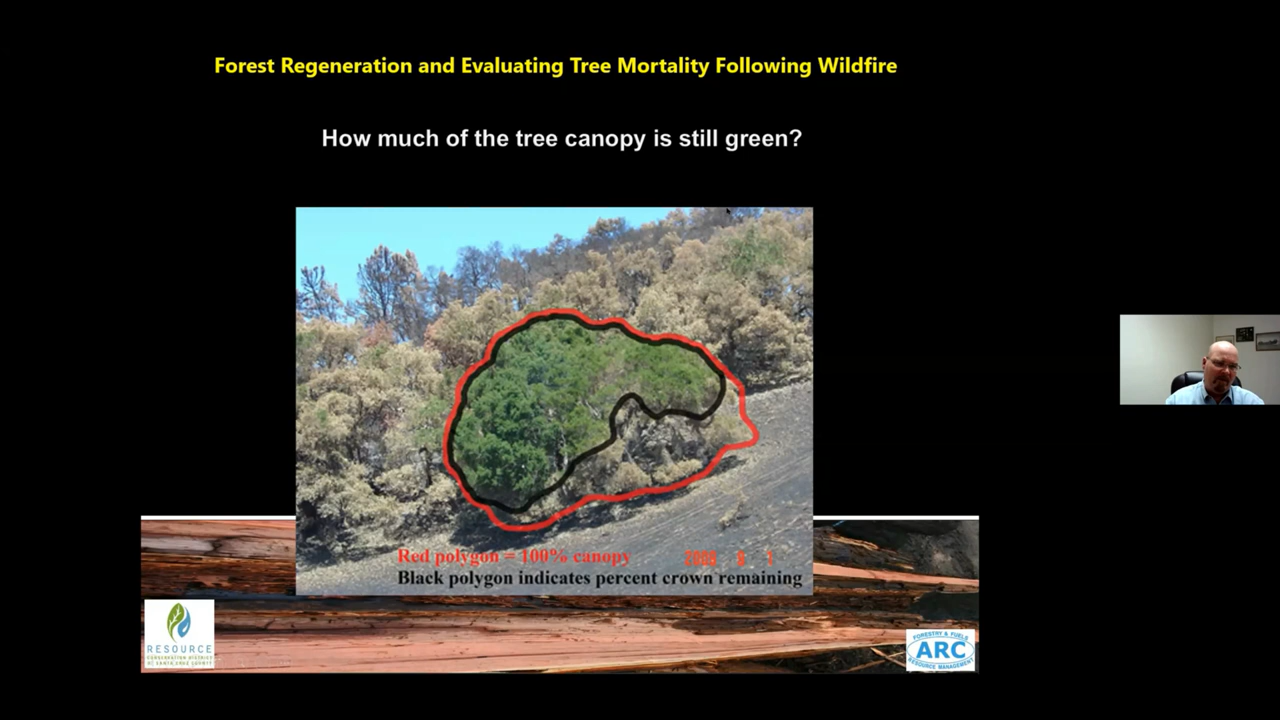 Forest Regeneration and Evaluating Tree Mortality Following Wildfire
How much of the tree canopy is still green?
Red polygon = 100% canopy
Black polygon indicates percent crown remaining
RESOURCE
CONSERVATION DISTRICT
OF SANTA CRUZ COUNTY
FORESTRY & FUELS
ARC
RESOURCE MANAGEMENT